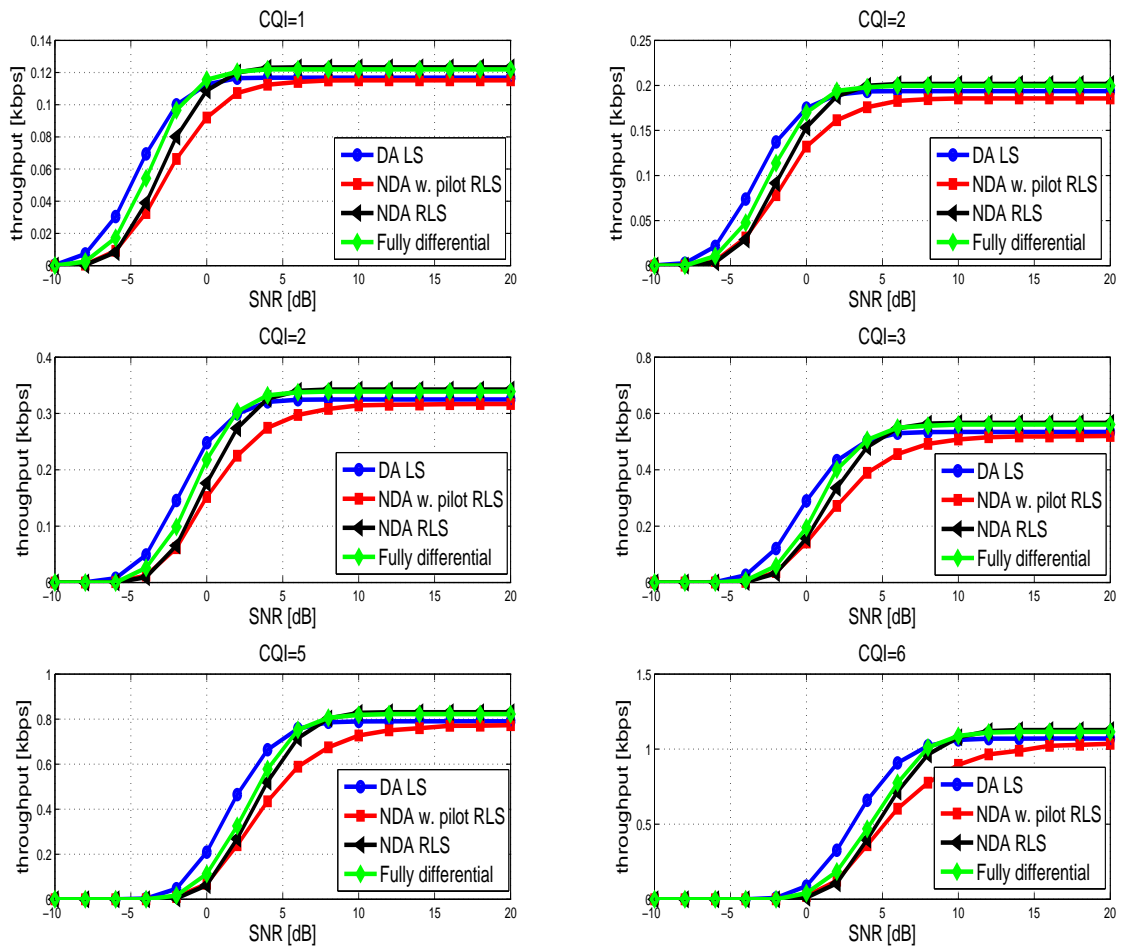 CQI=1
throughput [kbps]
0.14
0.12
0.1
0.08
0.06
0.04
0.02
0
−10 −5 0 5 10 15 20
SNR [dB]
DA LS
NDA w. pilot RLS
NDA RLS
Fully differential
CQI=2
throughput [kbps]
0.25
0.2
0.15
0.1
0.05
0
−10 −5 0 5 10 15 20
SNR [dB]
DA LS
NDA w. pilot RLS
NDA RLS
Fully differential
CQI=2
throughput [kbps]
0.4
0.3
0.2
0.1
0
−10 −5 0 5 10 15 20
SNR [dB]
DA LS
NDA w. pilot RLS
NDA RLS
Fully differential
CQI=3
throughput [kbps]
0.8
0.6
0.4
0.2
0
−10 −5 0 5 10 15 20
SNR [dB]
DA LS
NDA w. pilot RLS
NDA RLS
Fully differential
CQI=5
throughput [kbps]
1
0.8
0.6
0.4
0.2
0
−10 −5 0 5 10 15 20
SNR [dB]
DA LS
NDA w. pilot RLS
NDA RLS
Fully differential
CQI=6
throughput [kbps]
1.5
1
0.5
0
−10 −5 0 5 10 15 20
SNR [dB]
DA LS
NDA w. pilot RLS
NDA RLS
Fully differential